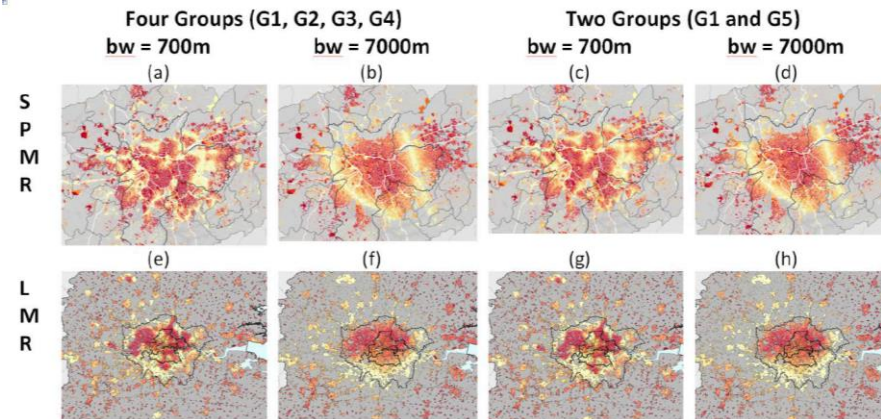 Four Groups (G1, G2, G3, G4) Two Groups (G1 and G5)
bw = 700m bw = 7000m bw = 700m bw = 7000m
(a) (b) (c) (d)
S
P
M
R
(e) (f) (g) (h)
L
M
R